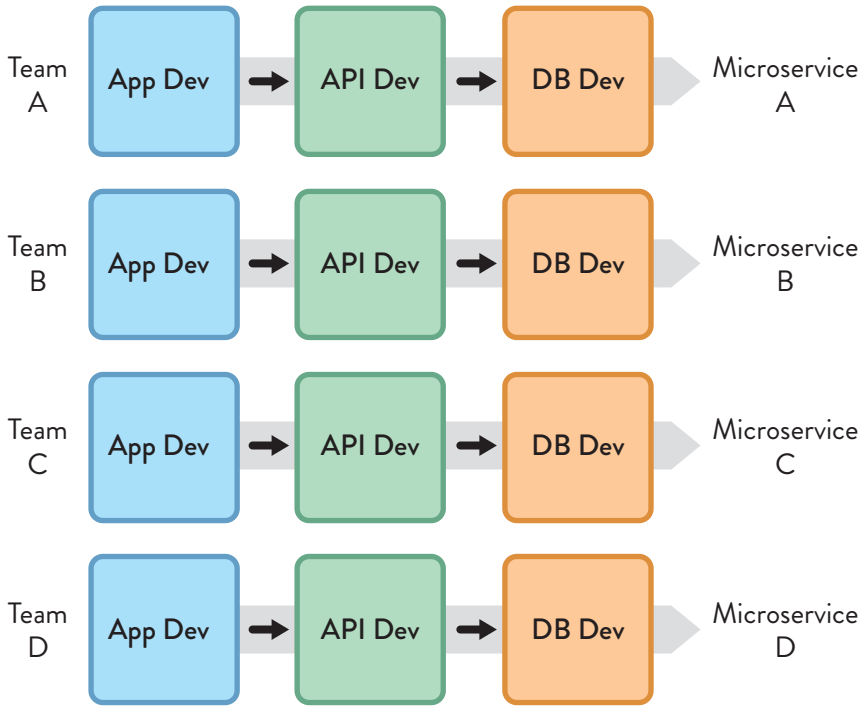 Team
A
App Dev
API Dev
DB Dev
Microservice
A
Team
B
App Dev
API Dev
DB Dev
Microservice
B
Team
C
App Dev
API Dev
DB Dev
Microservice
C
Team
D
App Dev
API Dev
DB Dev
Microservice
D